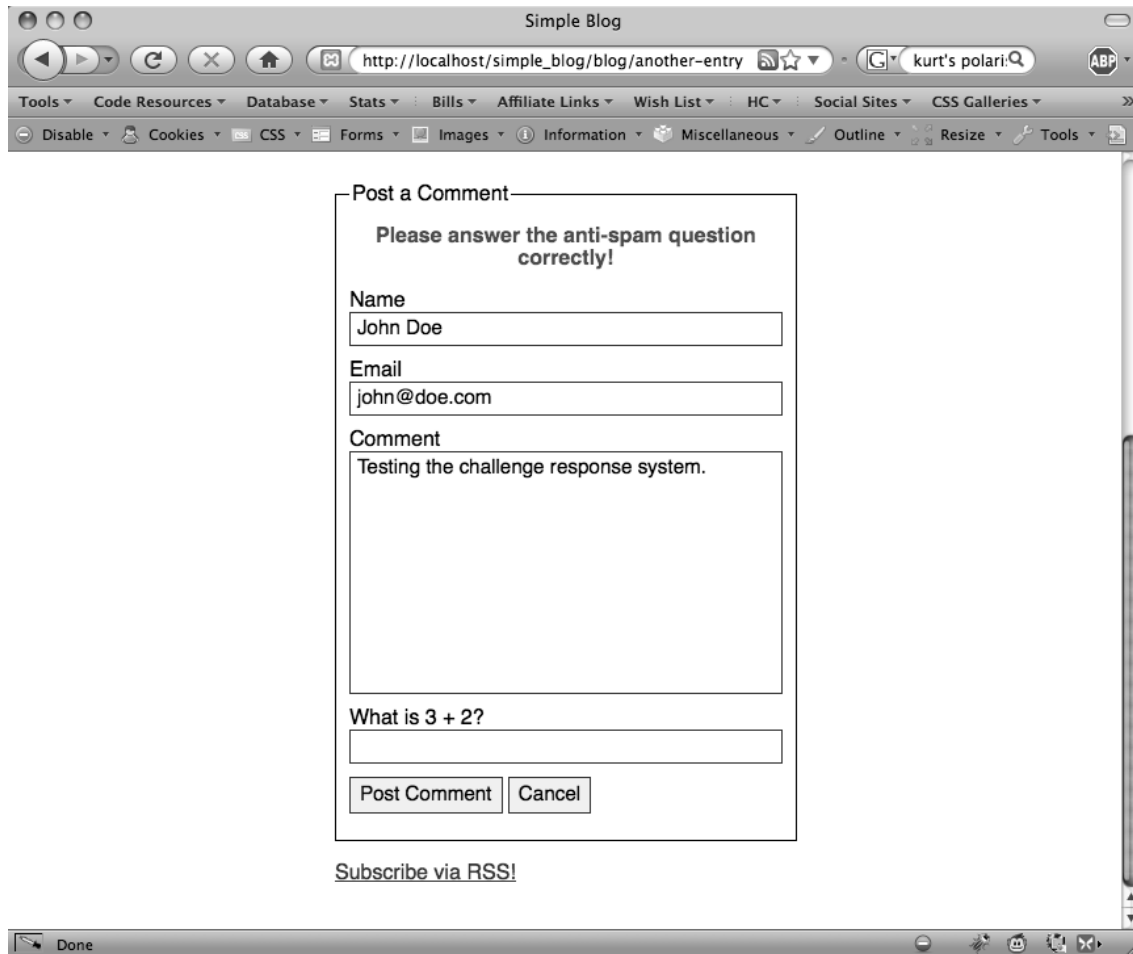 Simple Blog
http://localhost/simple_blog/blog/another-entry
G
kurt's polari:
ABP
Tools Code Resources Database Stats Bills Affiliate Links Wish List HC Social Sites CSS Galleries »
Disable Cookies CSS CSS Forms Images Information Miscellaneous Outline Resize Tools
Post a Comment
Please answer the anti-spam question
correctly!
Name
John Doe
Email
john@doe.com
Comment
Testing the challenge response system.
What is 3 + 2?
Post Comment Cancel
Subscribe via RSS!
Done